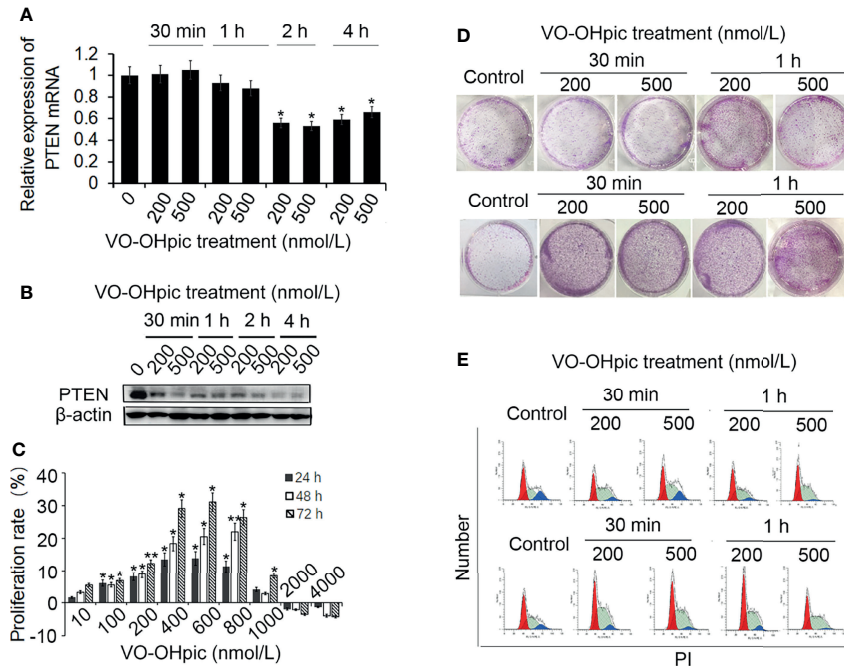 A
30 min 1 h 2 h 4 h
Relative expression of
PTEN mRNA
1.2
1
0.8
0.6
0.4
0.2
0
* * * *
0 200 500 200 500 200 500 200 500
VO-OHpic treatment (nmol/L)
B
VO-OHpic treatment (nmol/L)
30 min 1 h 2 h 4 h
0 200 500 200 500 200 500 200 500
PTEN
β-actin
C
Proliferation rate (%)
40
30
20
10
0
-10
24 h
48 h
72 h
10 100 200 400 600 800 1000 2000 4000
VO-OHpic (nmol/L)
D
VO-OHpic treatment (nmol/L)
Control 30 min 1 h
200 500 200 500
Control 30 min 1 h
200 500 200 500
E
VO-OHpic treatment (nmol/L)
Control 30 min 1 h
200 500 200 500
Control 30 min 1 h
200 500 200 500
Number
PI